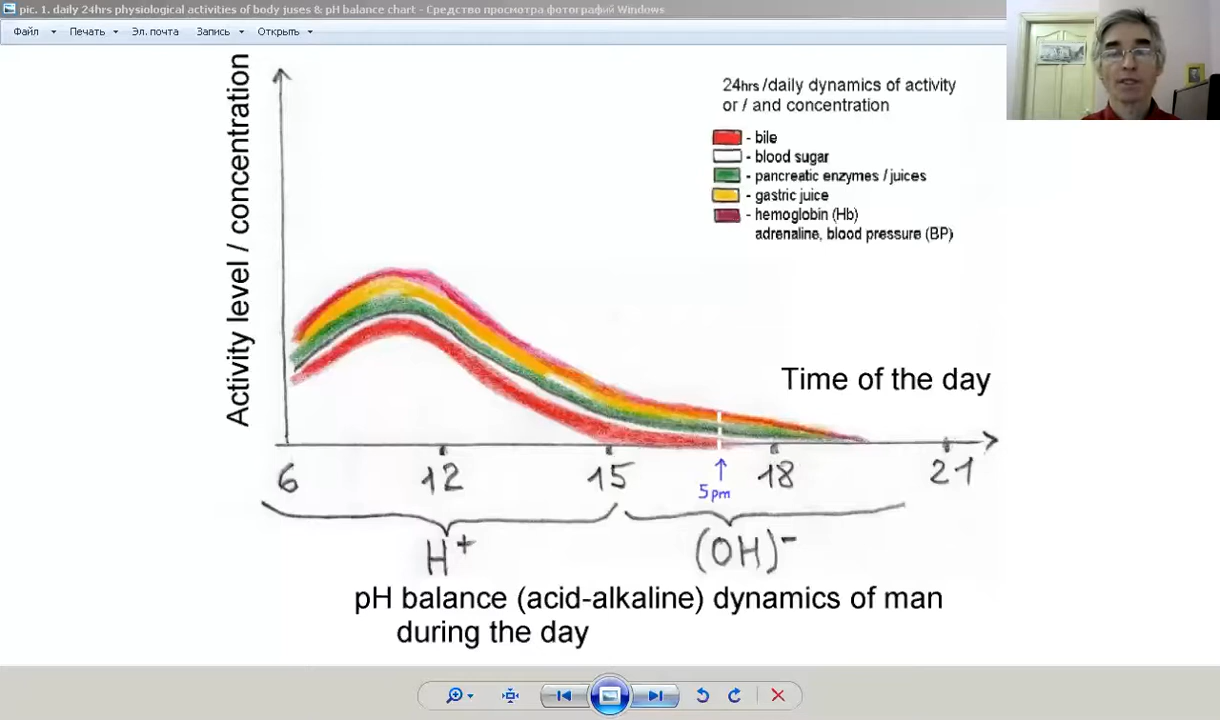 pic. 1. daily 24hrs physiological activities of body juses & pH balance chart - Средство просмотра фотографий Windows
Файл Печать Эл. почта Запись Открыть
Activity level / concentration
24hrs /daily dynamics of activity
or / and concentration
- bile
- blood sugar
- pancreatic enzymes / juices
- gastric juice
- hemoglobin (Hb)
adrenaline, blood pressure (BP)
Time of the day
6 12 15 18 21
5pm
H+ (OH)-
pH balance (acid-alkaline) dynamics of man
during the day